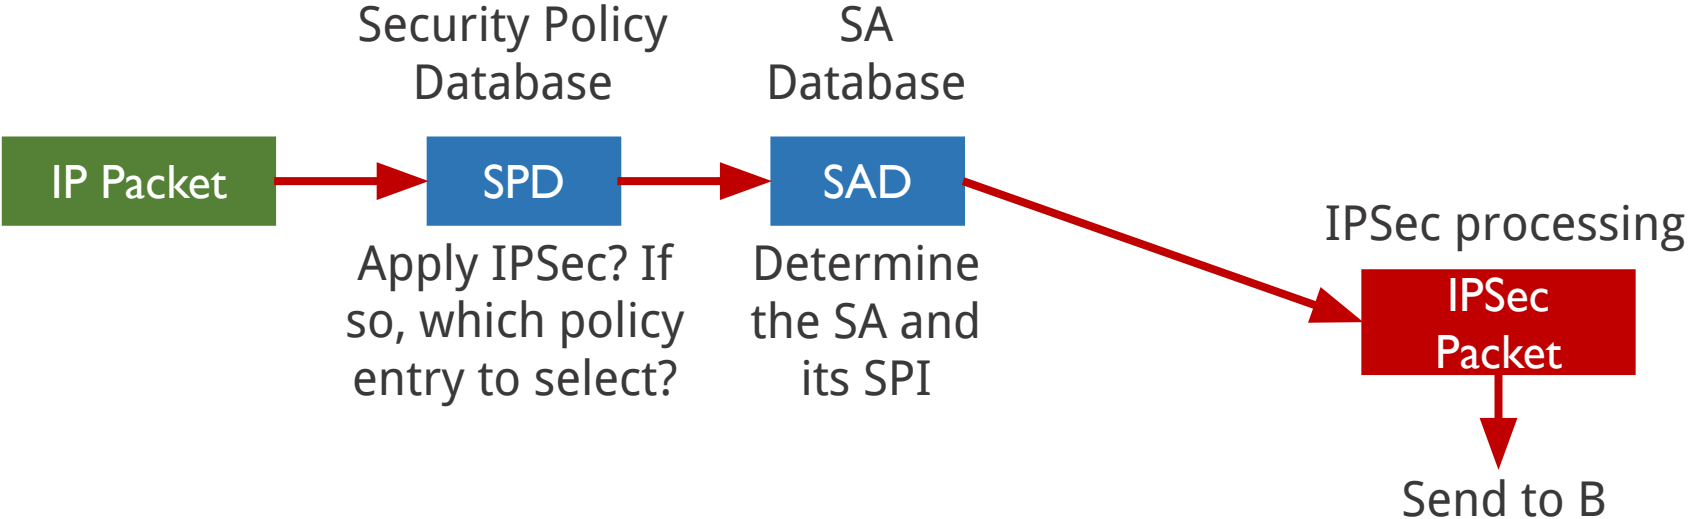 Security Policy
Database
SA
Database
IP Packet
SPD
SAD
Apply IPSec? If
so, which policy
entry to select?
Determine
the SA and
its SPI
IPSec processing
IPSec
Packet
Send to B